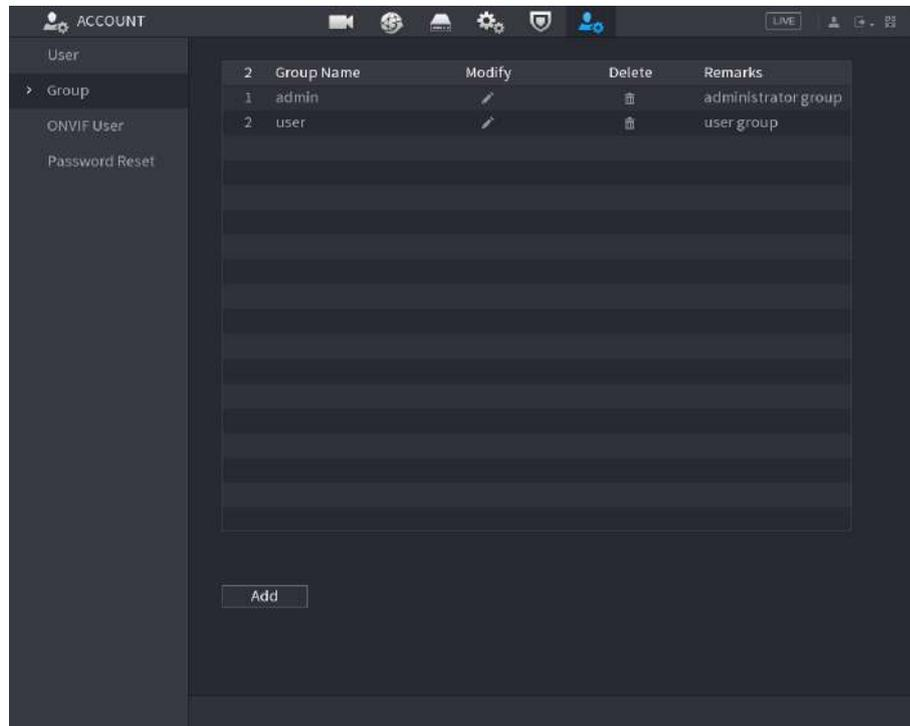 ACCOUNT
LIVE
User
Group
ONVIF User
Password Reset
2 Group Name Modify Delete Remarks
1 admin administrator group
2 user user group
Add